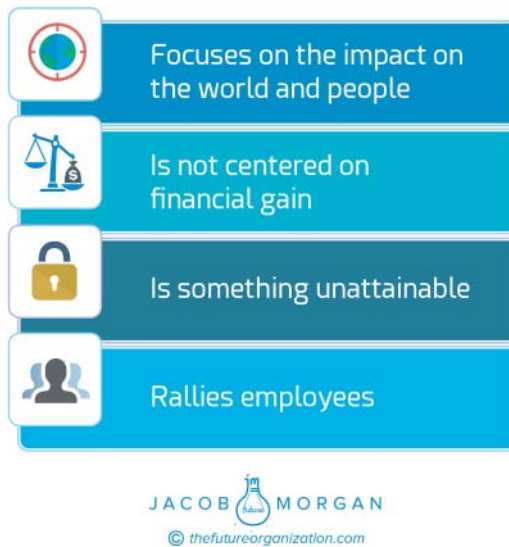 Focuses on the impact on
the world and people
$
Is not centered on
financial gain
Is something unattainable
Rallies employees
JACOB MORGAN
© thefutureorganization.com